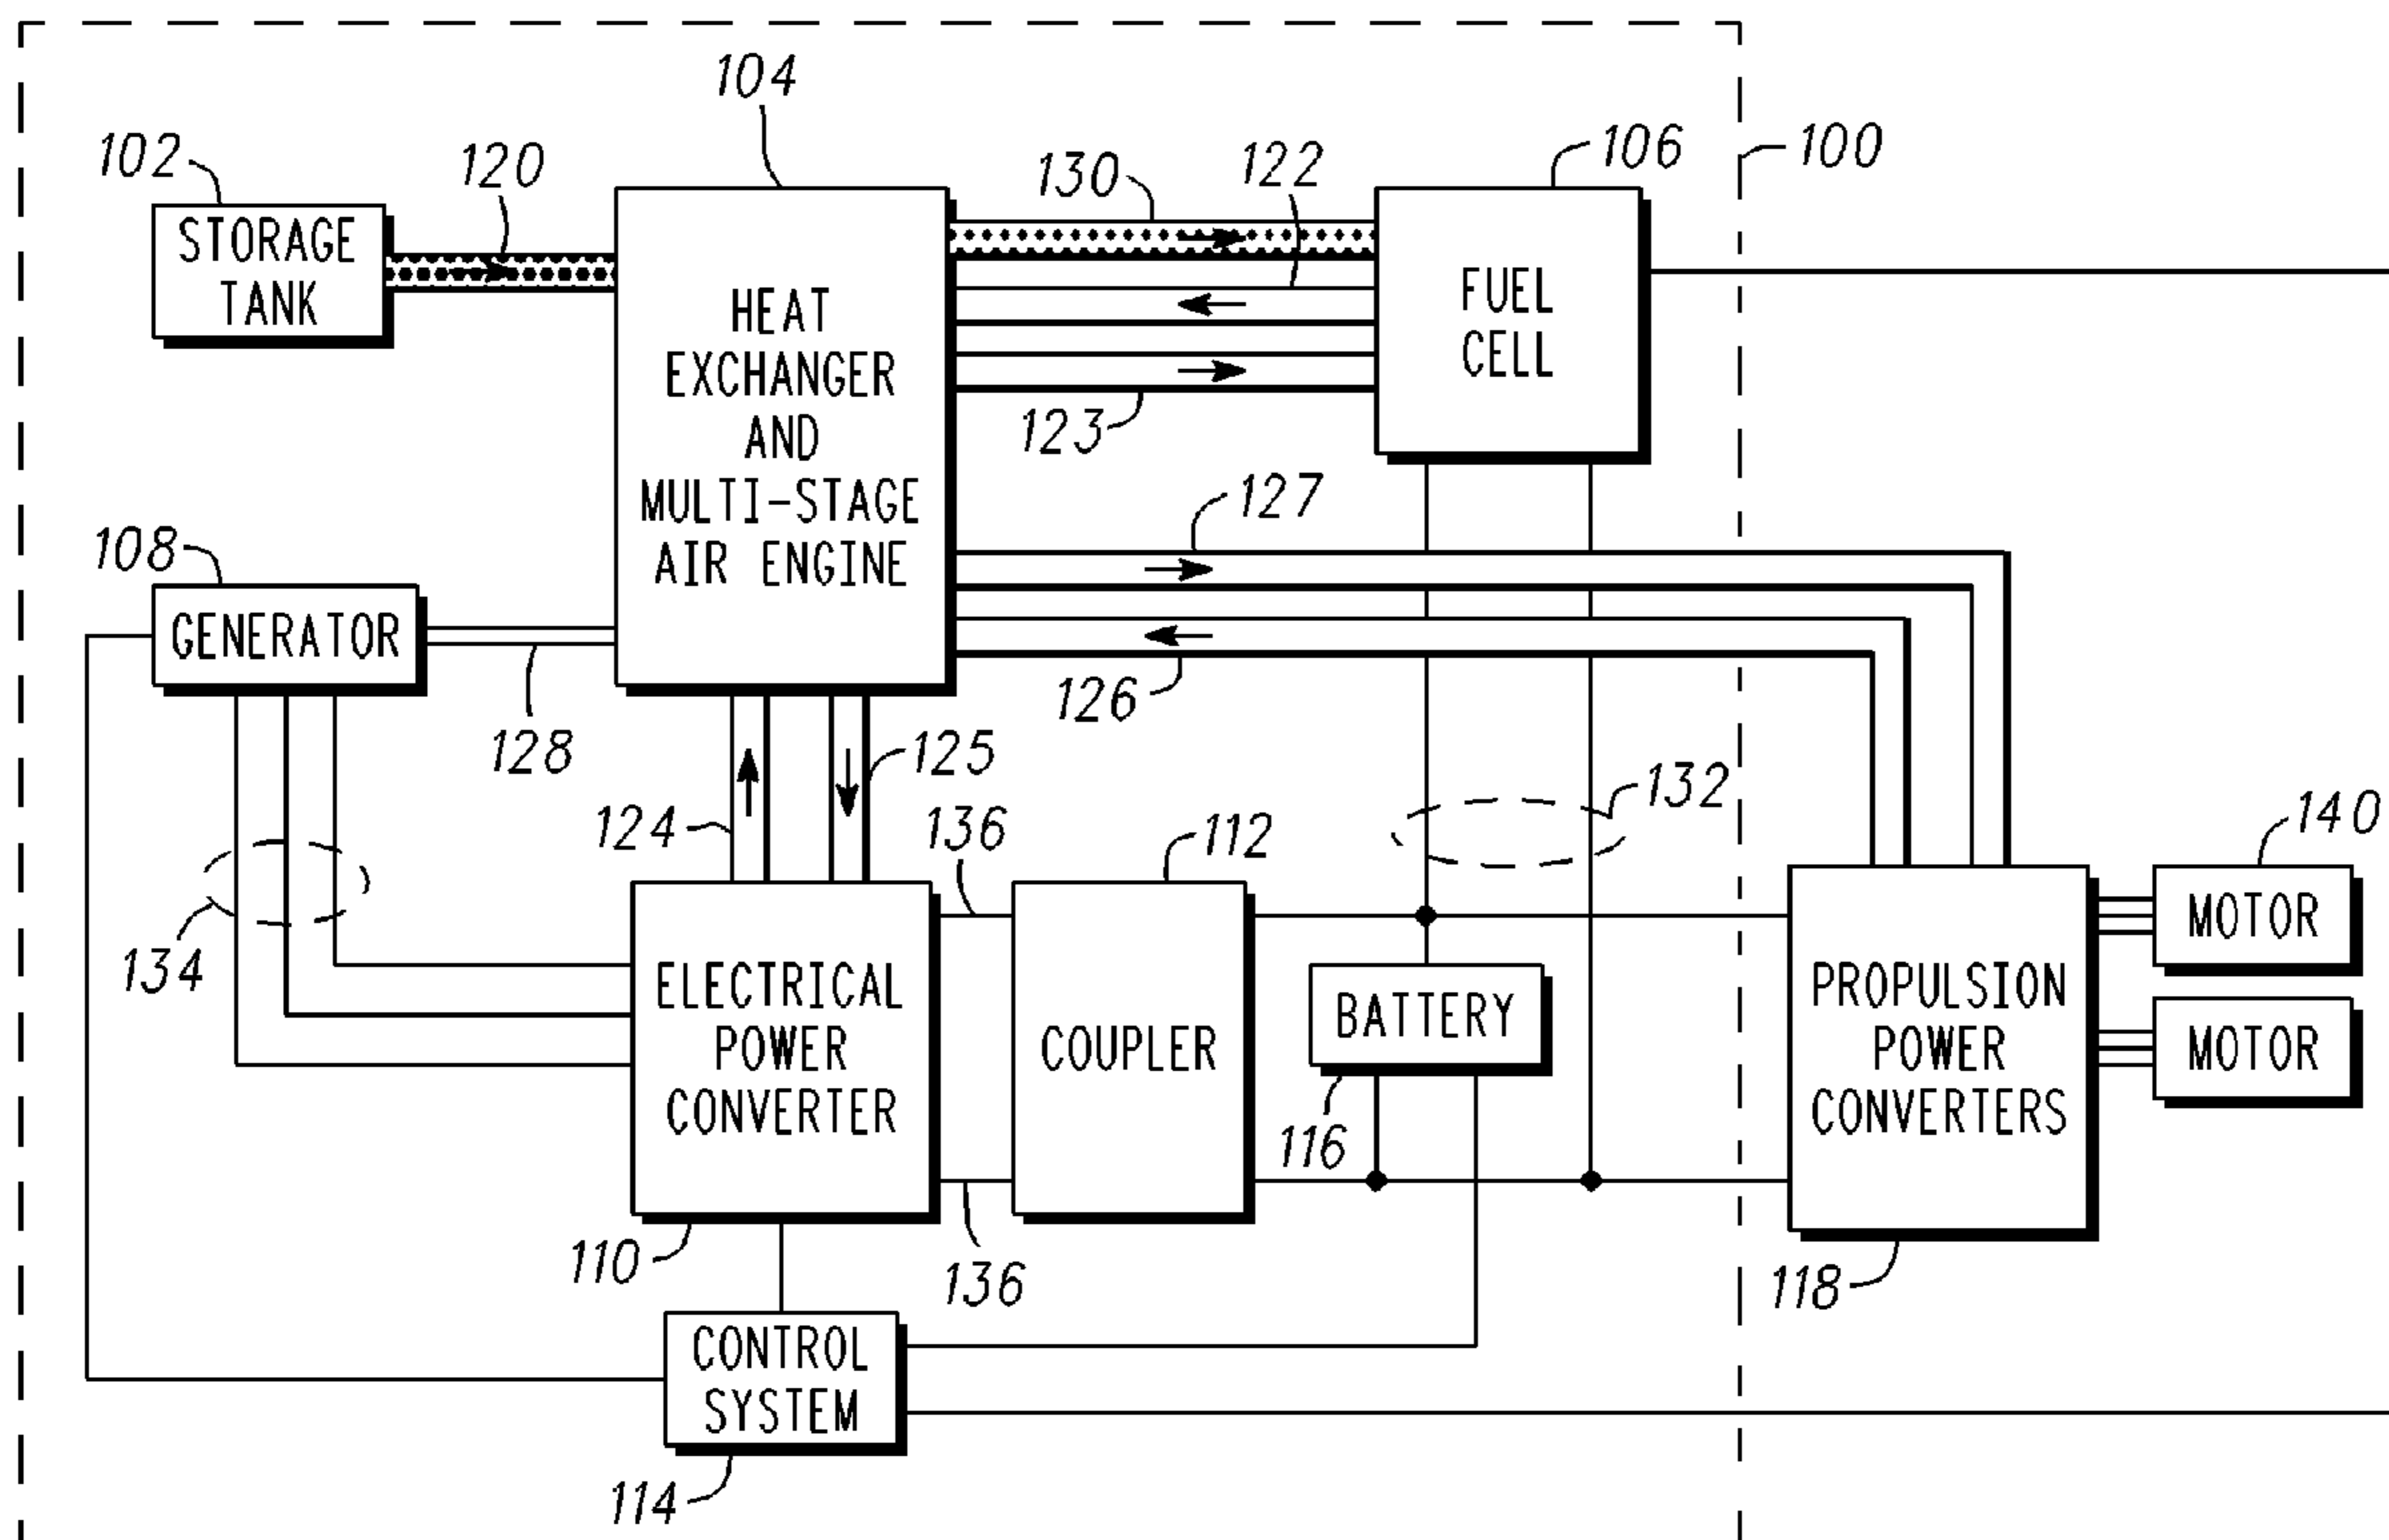 104
102
120
130
122
106
100
STORAGE
TANK
HEAT
EXCHANGER
AND
MULTI-STAGE
AIR ENGINE
FUEL
CELL
123
127
108
GENERATOR
128
126
125
124
136
112
132
140
134
ELECTRICAL
POWER
CONVERTER
COUPLER
BATTERY
PROPULSION
POWER
CONVERTERS
MOTOR
MOTOR
116
110
136
118
CONTROL
SYSTEM
114